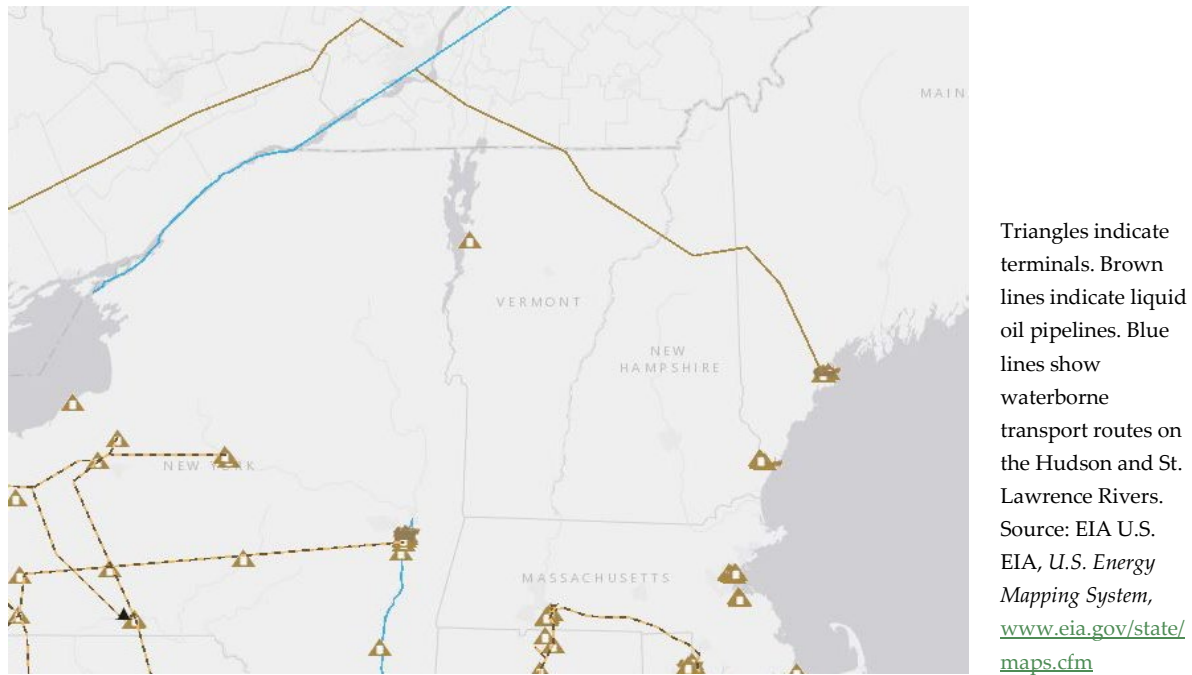 MAIN
VERMONT
NEW
HAMPSHIRE
NEW YORK
MASSACHUSETTS
Triangles indicate
terminals. Brown
lines indicate liquid
oil pipelines. Blue
lines show
waterborne
transport routes on
the Hudson and St.
Lawrence Rivers.
Source: EIA U.S.
EIA, U.S. Energy
Mapping System,
www.eia.gov/state/
maps.cfm